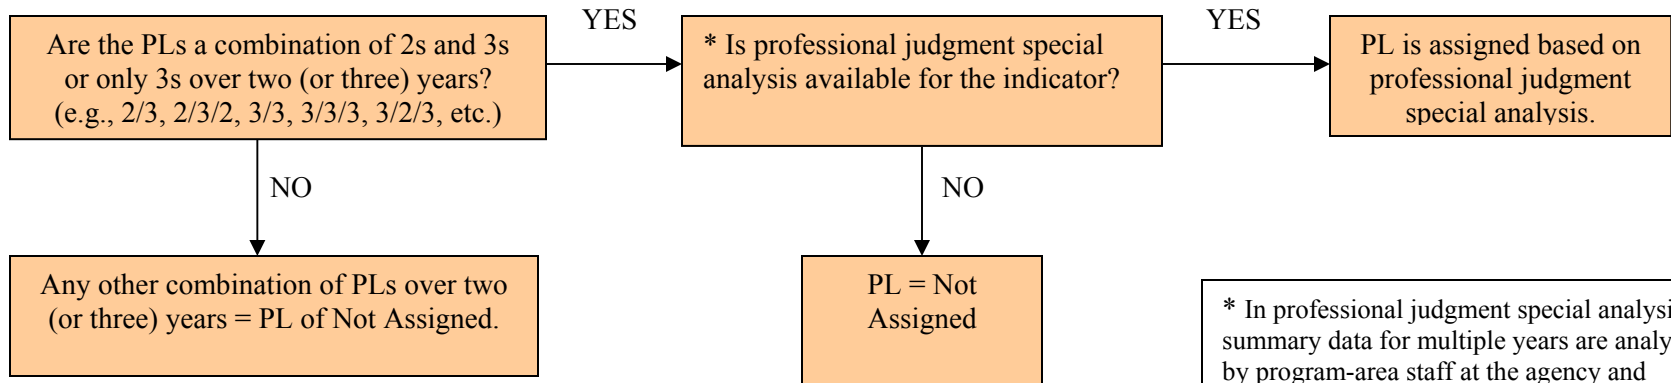 Are the PLs a combination of 2s and 3s
or only 3s over two (or three) years?
(e.g., 2/3, 2/3/2, 3/3, 3/3/3, 3/2/3, etc.)
YES
* Is professional judgment special
analysis available for the indicator?
YES
PL is assigned based on
professional judgment
special analysis.
NO
NO
Any other combination of PLs over two
(or three) years = PL of Not Assigned.
PL = Not
Assigned
* In professional judgment special
summary data for multiple years are
by program-area staff at the agency and